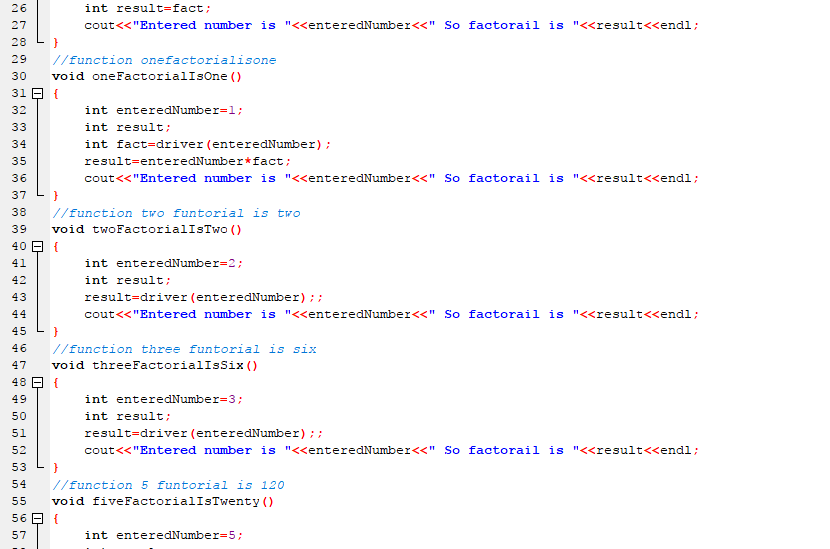 26 int result=fact;
27 cout<<"Entered number is "<<enteredNumber<<" So factorail is "<<result<<endl;
28 }
29 //function onefactorialisone
30 void oneFactorialIsOne()
31 {
32 int enteredNumber=1;
33 int result;
34 int fact=driver(enteredNumber);
35 result=enteredNumber*fact;
36 cout<<"Entered number is "<<enteredNumber<<" So factorail is "<<result<<endl;
37 }
38 //function two funtorial is two
39 void twoFactorialIsTwo()
40 {
41 int enteredNumber=2;
42 int result;
43 result=driver(enteredNumber);;
44 cout<<"Entered number is "<<enteredNumber<<" So factorail is "<<result<<endl;
45 }
46 //function three funtorial is six
47 void threeFactorialIsSix()
48 {
49 int enteredNumber=3;
50 int result;
51 result=driver(enteredNumber);;
52 cout<<"Entered number is "<<enteredNumber<<" So factorail is "<<result<<endl;
53 }
54 //function 5 funtorial is 120
55 void fiveFactorialIsTwenty()
56 {
57 int enteredNumber=5;